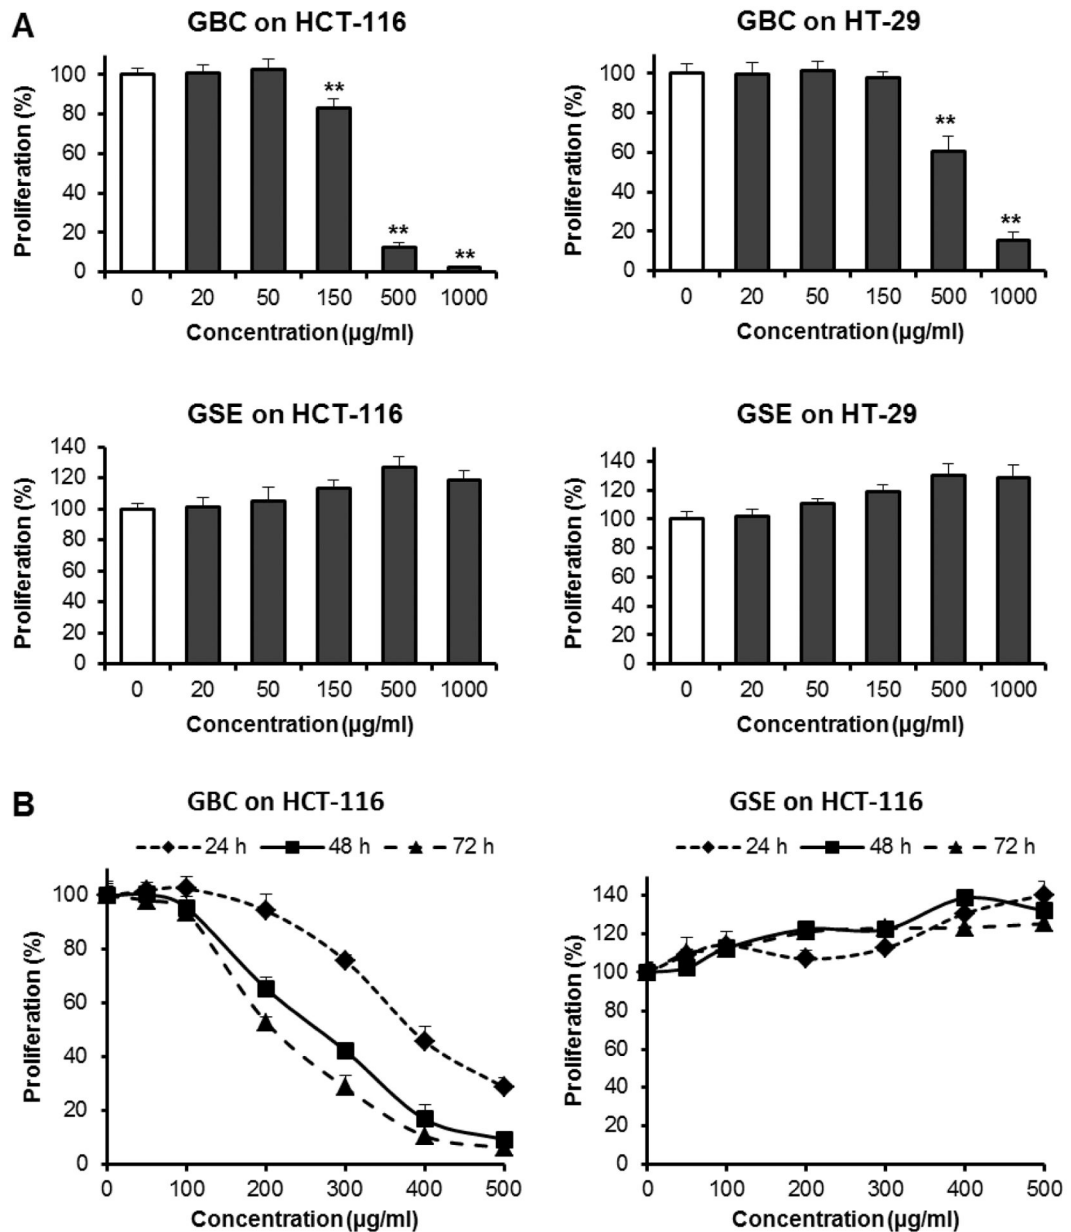 A
GBC on HCT-116
Proliferation (%)
100
80
60
40
20
0
** ** **
0 20 50 150 500 1000
Concentration (µg/ml)
GBC on HT-29
Proliferation (%)
100
80
60
40
20
0
** **
0 20 50 150 500 1000
Concentration (µg/ml)
GSE on HCT-116
Proliferation (%)
140
120
100
80
60
40
20
0
0 20 50 150 500 1000
Concentration (µg/ml)
GSE on HT-29
Proliferation (%)
140
120
100
80
60
40
20
0
0 20 50 150 500 1000
Concentration (µg/ml)
B
GBC on HCT-116
24 h 48 h 72 h
Proliferation (%)
100
80
60
40
20
0
0 100 200 300 400 500
Concentration (µg/ml)
GSE on HCT-116
24 h 48 h 72 h
Proliferation (%)
140
120
100
80
60
40
20
0
0 100 200 300 400 500
Concentration (µg/ml)